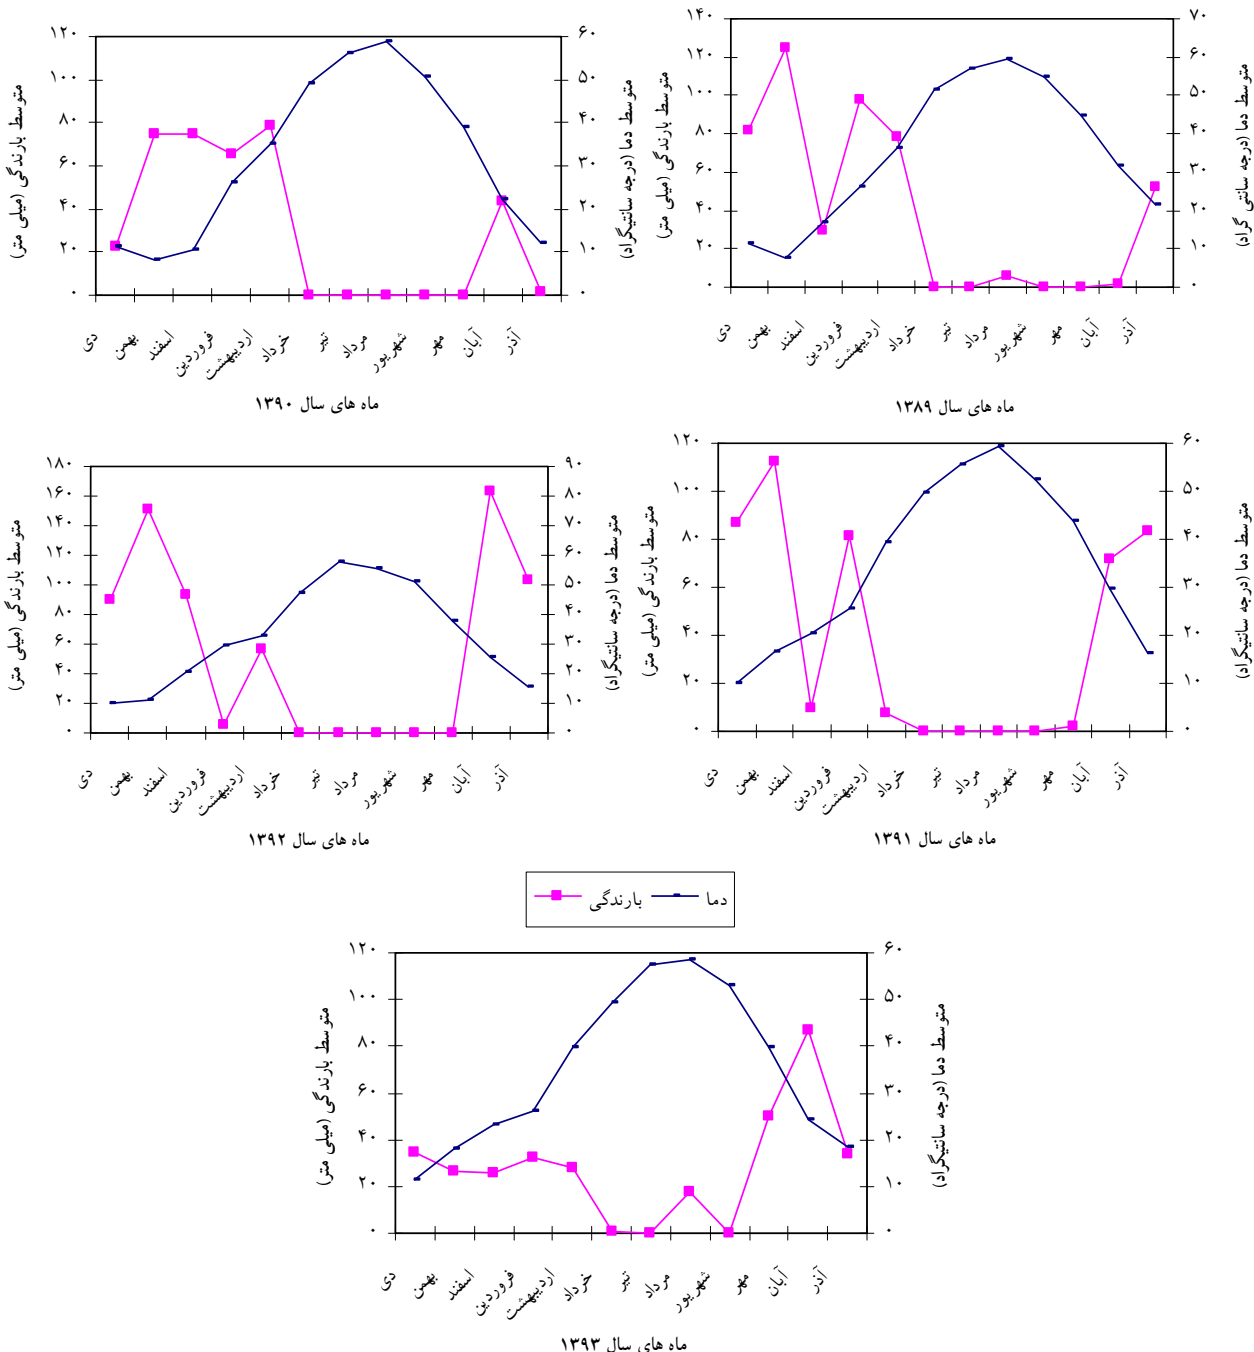 ۱۲۰
۱۰۰
۸۰
۶۰
۴۰
۲۰
۰
متوسط بارندگی (میلی متر)
۶۰
۵۰
۴۰
۳۰
۲۰
۱۰
۰
متوسط دما (درجه سانتیگراد)
دی
بهمن
اسفند
فروردین
اردیبهشت
خرداد
تیر
مرداد
شهریور
مهر
آبان
آذر
ماه های سال ۱۳۹۰
۱۴۰
۱۲۰
۱۰۰
۸۰
۶۰
۴۰
۲۰
۰
متوسط بارندگی (میلی متر)
۷۰
۶۰
۵۰
۴۰
۳۰
۲۰
۱۰
۰
متوسط دما (درجه سانتی گراد)
دی
بهمن
اسفند
فروردین
اردیبهشت
خرداد
تیر
مرداد
شهریور
مهر
آبان
آذر
ماه های سال ۱۳۸۹
۱۸۰
۱۶۰
۱۴۰
۱۲۰
۱۰۰
۸۰
۶۰
۴۰
۲۰
۰
متوسط بارندگی (میلی متر)
۹۰
۸۰
۷۰
۶۰
۵۰
۴۰
۳۰
۲۰
۱۰
۰
متوسط دما (درجه سانتیگراد)
دی
بهمن
اسفند
فروردین
اردیبهشت
خرداد
تیر
مرداد
شهریور
مهر
آبان
آذر
ماه های سال ۱۳۹۲
۱۲۰
۱۰۰
۸۰
۶۰
۴۰
۲۰
۰
متوسط بارندگی (میلی متر)
۶۰
۵۰
۴۰
۳۰
۲۰
۱۰
۰
متوسط دما (درجه سانتیگراد)
دی
بهمن
اسفند
فروردین
اردیبهشت
خرداد
تیر
مرداد
شهریور
مهر
آبان
آذر
ماه های سال ۱۳۹۱
دما بارندگی
۱۲۰
۱۰۰
۸۰
۶۰
۴۰
۲۰
۰
متوسط بارندگی (میلی متر)
۶۰
۵۰
۴۰
۳۰
۲۰
۱۰
۰
متوسط دما (درجه سانتیگراد)
دی
بهمن
اسفند
فروردین
اردیبهشت
خرداد
تیر
مرداد
شهریور
مهر
آبان
آذر
ماه های سال ۱۳۹۳